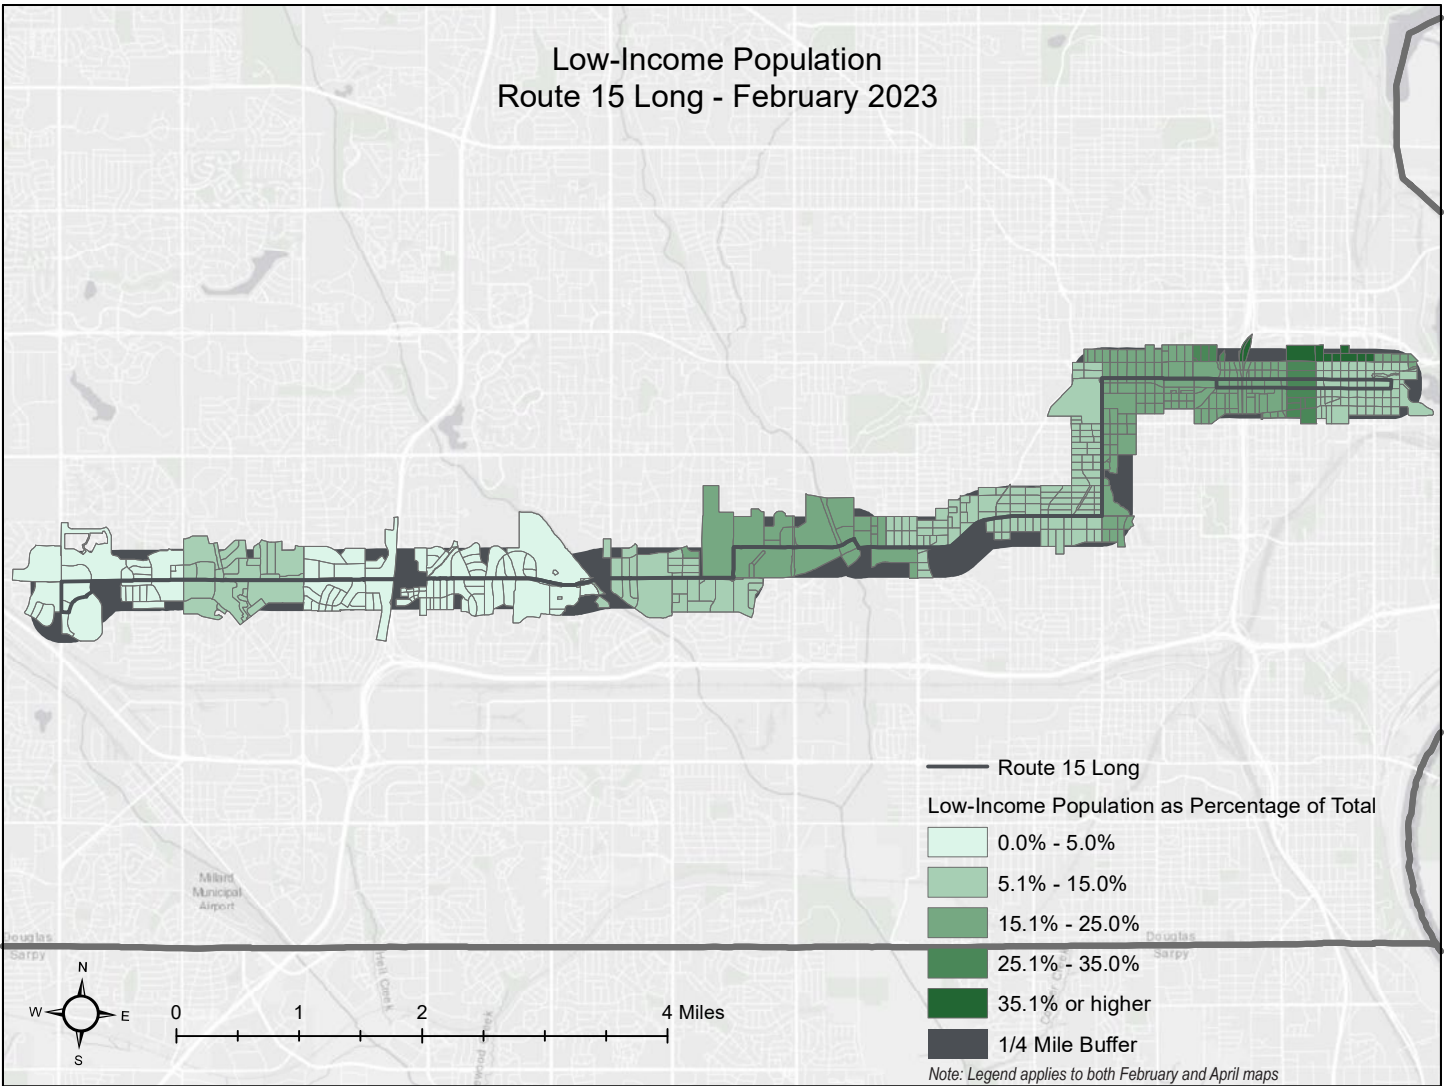 Low-Income Population
Route 15 Long - February 2023
Route 15 Long
Low-Income Population as Percentage of Total
0.0% - 5.0%
5.1% - 15.0%
15.1% - 25.0%
25.1% - 35.0%
35.1% or higher
1/4 Mile Buffer
Note: Legend applies to both February and April maps
Millard
Municipal
Airport
Douglas
Sarpy
Douglas
Sarpy
Hell Creek
N
W
E
S
0
1
2
4 Miles